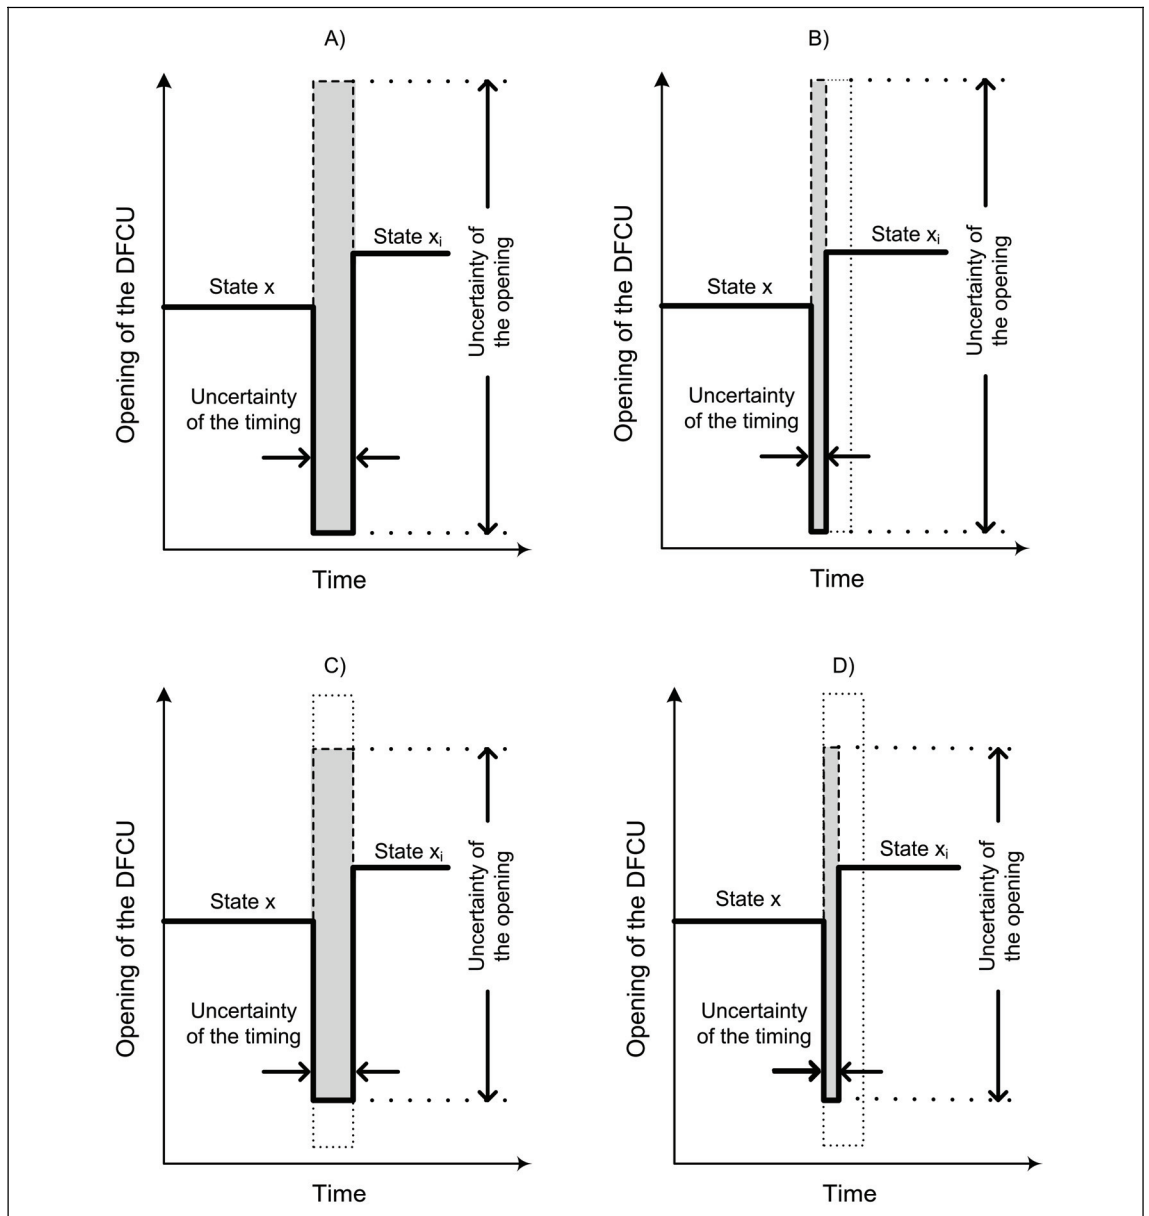 A)
Opening of the DFCU
State x
State xi
Uncertainty of
the opening
Uncertainty
of the timing
Time
B)
Opening of the DFCU
State x
State xi
Uncertainty of
the opening
Uncertainty
of the timing
Time
C)
Opening of the DFCU
State x
State xi
Uncertainty of
the opening
Uncertainty
of the timing
Time
D)
Opening of the DFCU
State x
State xi
Uncertainty of
the opening
Uncertainty
of the timing
Time